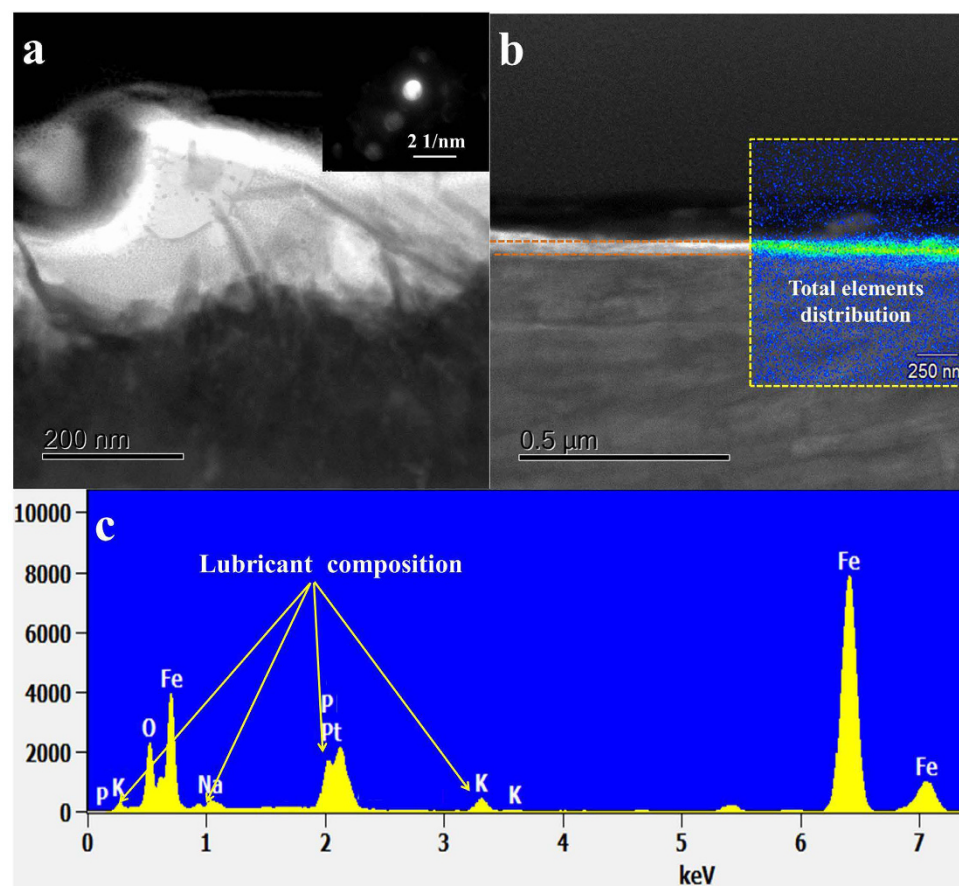 a
2 1/nm
200 nm
b
Total elements
distribution
250 nm
0.5 µm
c
Lubricant composition
10000
8000
6000
4000
2000
0
p K
O
Fe
Na
P
Pt
K
K
Fe
Fe
0 1 2 3 4 5 6 7
keV